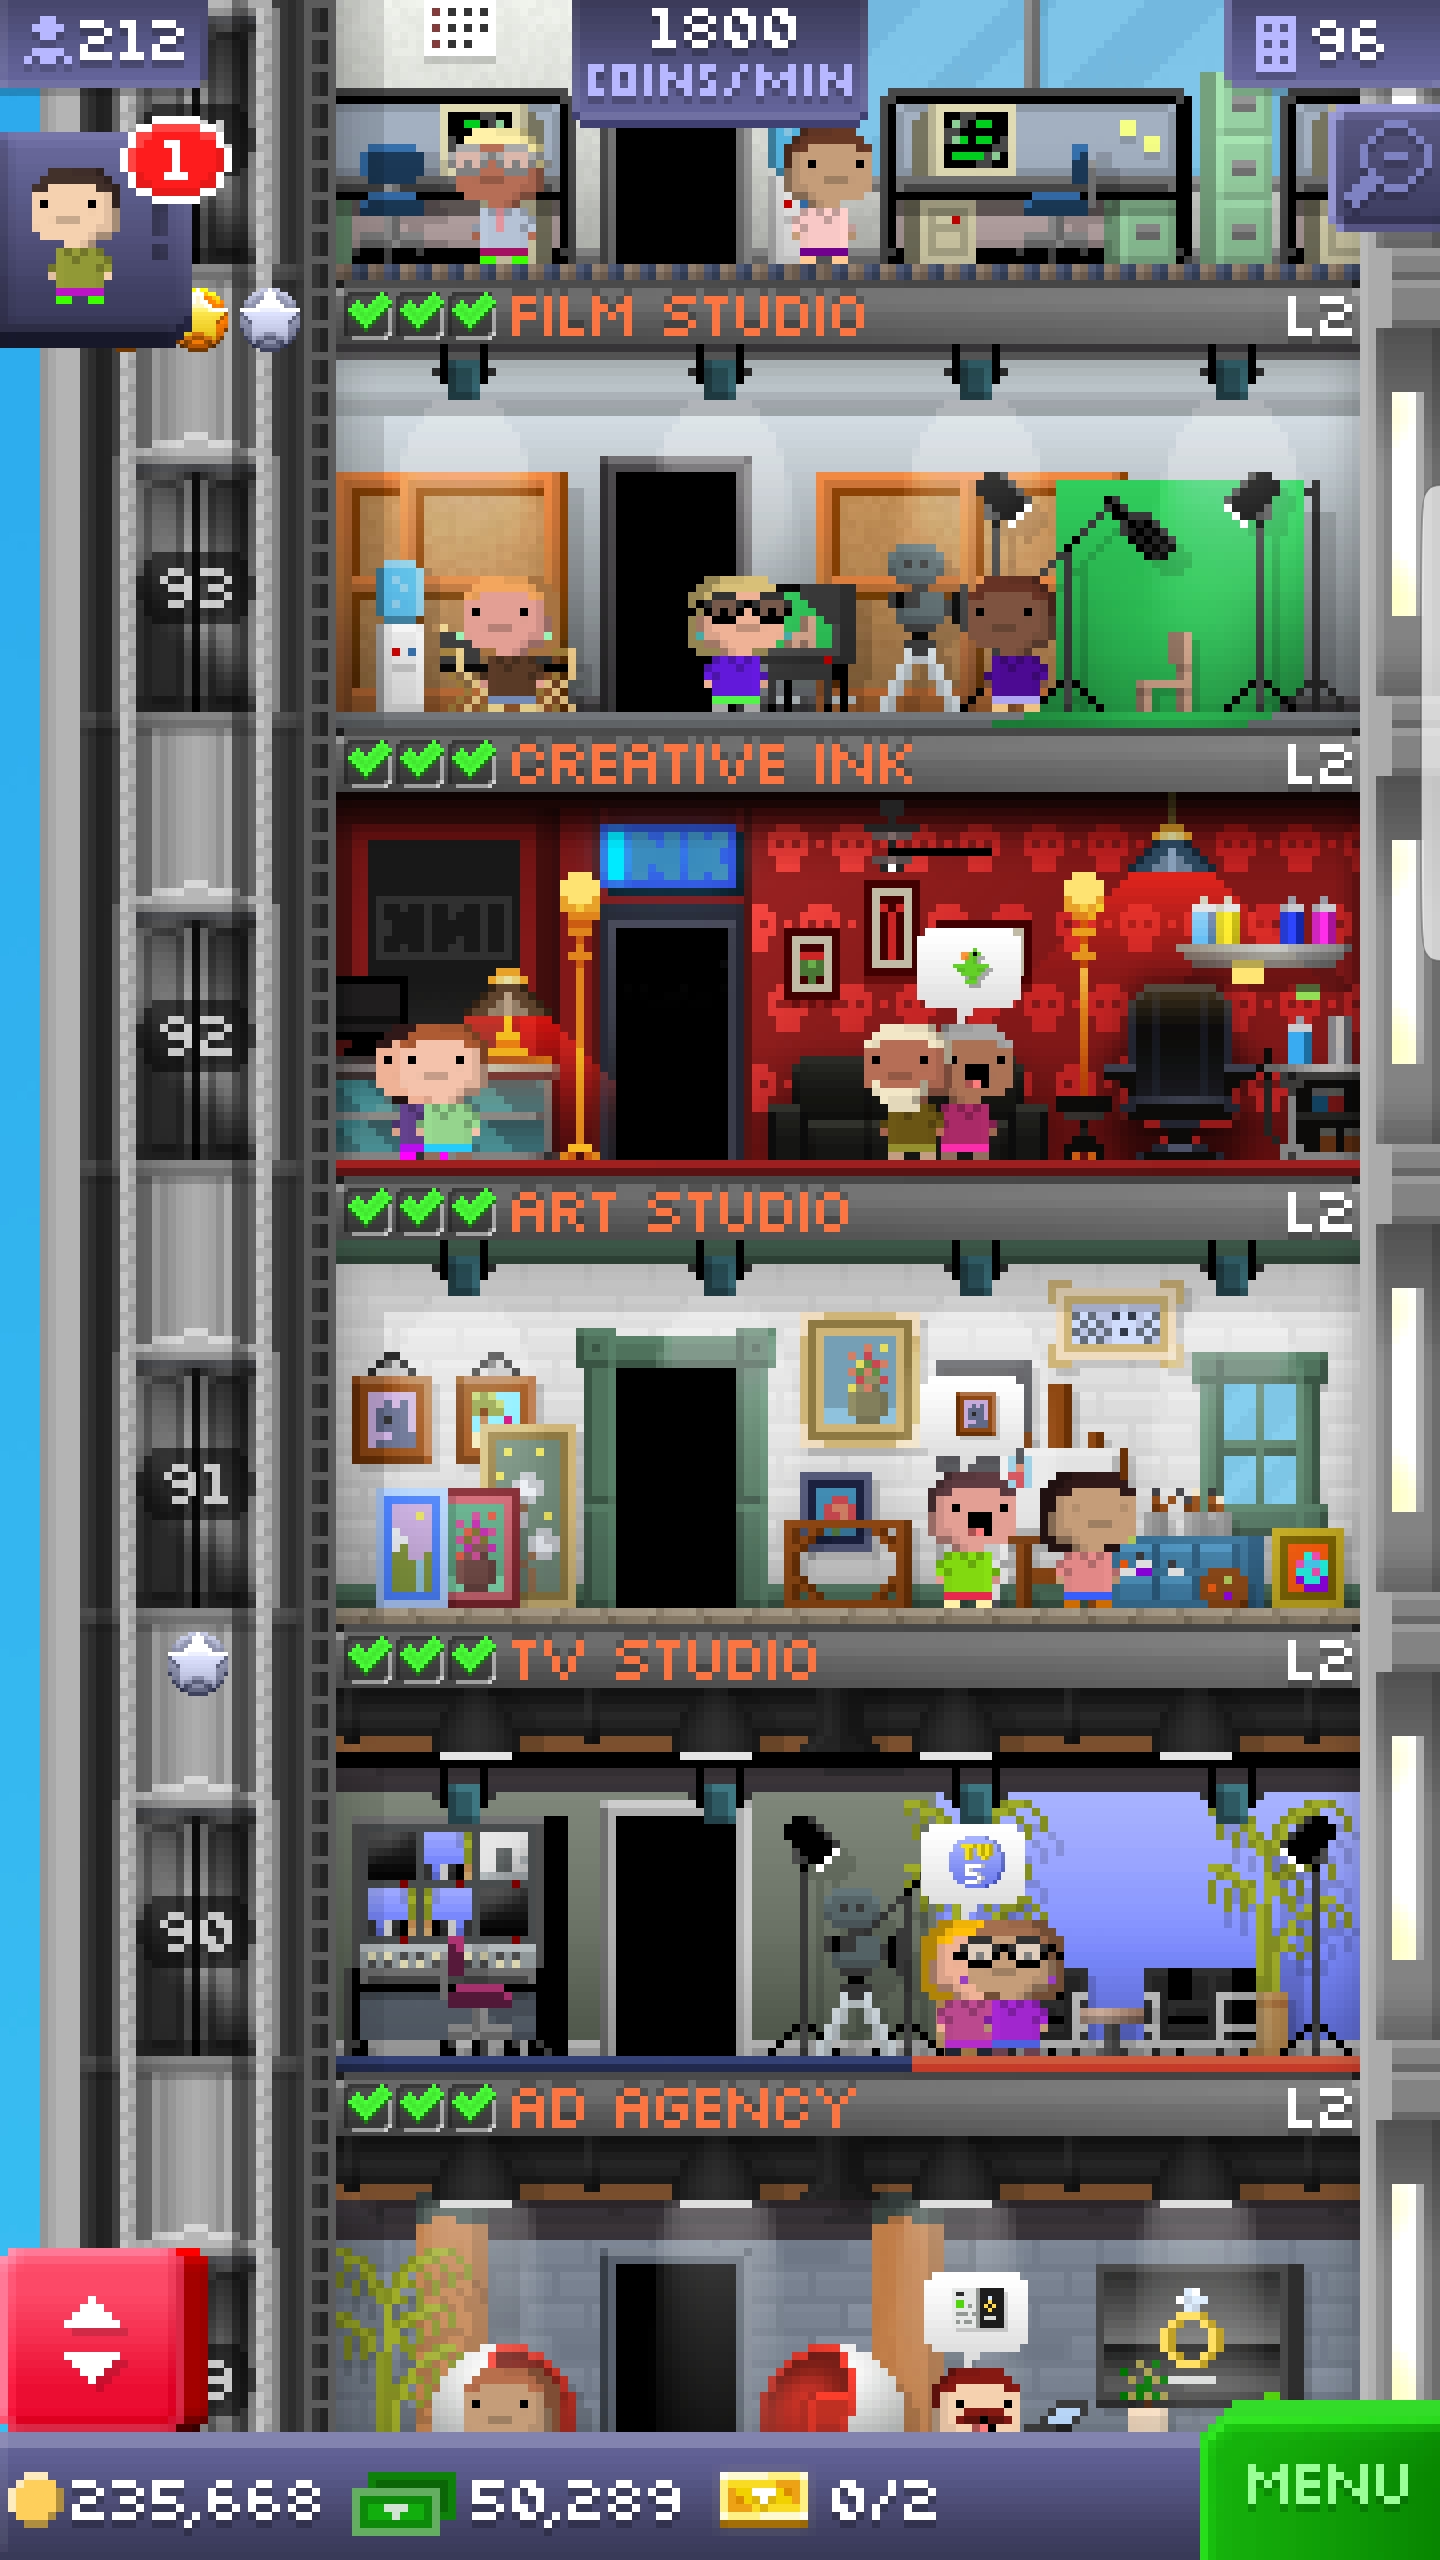 212
1800
COINS/MIN
96
1
FILM STUDIO L2
93
CREATIVE INK L2
INK
92
ART STUDIO L2
91
TV STUDIO L2
TV
5
90
AD AGENCY L2
235,668 50,289 0/2
MENU